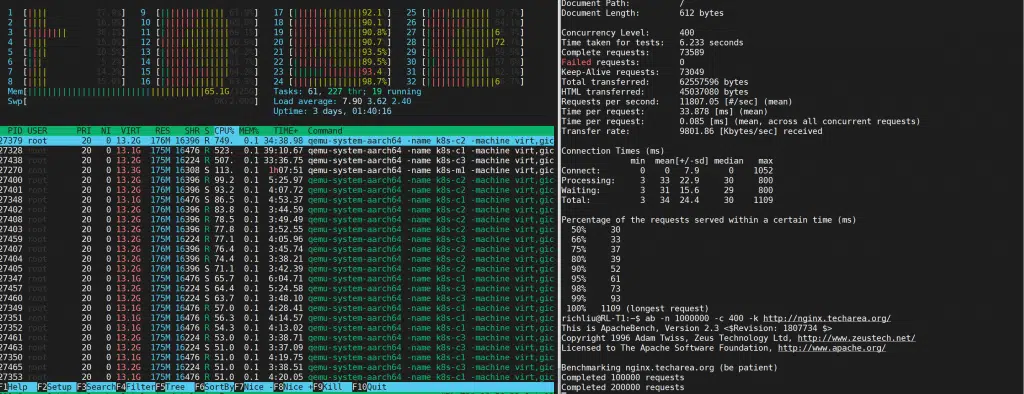 1 [ 9 [ 17 [ 92.1 25 [
2 [ 10 [ 18 [ 90.1 26 [
3 [ 11 [ 19 [ 90.8% 27 [
4 [ 12 [ 20 [ 90.7 28 [ 72
5 [ 13 [ 21 [ 93.5% 29 [
6 [ 14 [ 22 [ 89.5% 30 [
7 [ 15 [ 23 [ 93.4 31 [
8 [ 16 [ 24 [ 98.7% 32 [
Mem[ 65.1G Tasks: 61, 227 thr; 19 running
Swp[ Load average: 7.90 3.62 2.40
Uptime: 3 days, 01:40:16
PID USER PRI NI VIRT RES SHR S CPU% MEM% TIME+ Command
27379 root 20 0 13.2G 176M 16396 R 749. 0.1 34:38.98 qemu-system-aarch64 -name k8s-c2 -machine virt,gic
27328 root 20 0 13.1G 175M 16476 R 523. 0.1 39:10.67 qemu-system-aarch64 -name k8s-c1 -machine virt,gic
27438 root 20 0 13.2G 175M 16224 R 507. 0.1 33:36.75 qemu-system-aarch64 -name k8s-c3 -machine virt,gic
27270 root 20 0 13.3G 176M 16308 S 113. 0.1 1h07:51 qemu-system-aarch64 -name k8s-m1 -machine virt,gic
27400 root 20 0 13.2G 176M 16396 R 99.2 0.1 5:25.97 qemu-system-aarch64 -name k8s-c2 -machine virt,gic
27401 root 20 0 13.2G 176M 16396 S 93.2 0.1 4:07.72 qemu-system-aarch64 -name k8s-c2 -machine virt,gic
27348 root 20 0 13.1G 175M 16476 S 86.5 0.1 4:53.37 qemu-system-aarch64 -name k8s-c1 -machine virt,gic
27402 root 20 0 13.2G 176M 16396 R 83.8 0.1 3:44.59 qemu-system-aarch64 -name k8s-c2 -machine virt,gic
27408 root 20 0 13.2G 176M 16396 R 78.5 0.1 3:49.49 qemu-system-aarch64 -name k8s-c2 -machine virt,gic
27403 root 20 0 13.2G 176M 16396 R 77.8 0.1 3:52.55 qemu-system-aarch64 -name k8s-c2 -machine virt,gic
27459 root 20 0 13.2G 175M 16224 R 77.1 0.1 4:05.96 qemu-system-aarch64 -name k8s-c3 -machine virt,gic
27407 root 20 0 13.2G 176M 16396 R 76.4 0.1 3:45.74 qemu-system-aarch64 -name k8s-c2 -machine virt,gic
27404 root 20 0 13.2G 176M 16396 R 74.4 0.1 3:38.21 qemu-system-aarch64 -name k8s-c2 -machine virt,gic
27405 root 20 0 13.2G 176M 16396 S 71.1 0.1 3:42.39 qemu-system-aarch64 -name k8s-c2 -machine virt,gic
27347 root 20 0 13.1G 175M 16476 S 65.7 0.1 6:04.71 qemu-system-aarch64 -name k8s-c1 -machine virt,gic
27457 root 20 0 13.2G 175M 16224 S 64.4 0.1 5:24.58 qemu-system-aarch64 -name k8s-c3 -machine virt,gic
27460 root 20 0 13.2G 175M 16224 S 63.7 0.1 3:48.10 qemu-system-aarch64 -name k8s-c3 -machine virt,gic
27349 root 20 0 13.1G 175M 16476 R 57.0 0.1 4:28.41 qemu-system-aarch64 -name k8s-c1 -machine virt,gic
27351 root 20 0 13.1G 175M 16476 R 56.3 0.1 4:14.57 qemu-system-aarch64 -name k8s-c1 -machine virt,gic
27352 root 20 0 13.1G 175M 16476 R 54.3 0.1 4:13.02 qemu-system-aarch64 -name k8s-c1 -machine virt,gic
27461 root 20 0 13.2G 175M 16224 R 53.0 0.1 3:38.71 qemu-system-aarch64 -name k8s-c3 -machine virt,gic
27463 root 20 0 13.2G 175M 16224 S 51.0 0.1 3:37.09 qemu-system-aarch64 -name k8s-c3 -machine virt,gic
27350 root 20 0 13.1G 175M 16476 R 51.0 0.1 4:19.75 qemu-system-aarch64 -name k8s-c1 -machine virt,gic
27465 root 20 0 13.2G 175M 16224 R 51.0 0.1 3:38.51 qemu-system-aarch64 -name k8s-c3 -machine virt,gic
27353 root 20 0 13.1G 175M 16476 R 51.0 0.1 4:20.05 qemu-system-aarch64 -name k8s-c1 -machine virt,gic
F1Help F2Setup F3SearchF4FilterF5Tree F6SortByF7Nice -F8Nice +F9Kill F10Quit
Document Path: /
Document Length: 612 bytes
Concurrency Level: 400
Time taken for tests: 6.233 seconds
Complete requests: 73589
Failed requests: 0
Keep-Alive requests: 73049
Total transferred: 62557596 bytes
HTML transferred: 45037080 bytes
Requests per second: 11807.05 [#/sec] (mean)
Time per request: 33.878 [ms] (mean)
Time per request: 0.085 [ms] (mean, across all concurrent requests)
Transfer rate: 9801.86 [Kbytes/sec] received
Connection Times (ms)
min mean[+/-sd] median max
Connect: 0 0 7.9 0 1052
Processing: 3 33 22.9 30 800
Waiting: 3 31 15.6 29 800
Total: 3 34 24.4 30 1109
Percentage of the requests served within a certain time (ms)
50% 30
66% 33
75% 37
80% 39
90% 52
95% 61
98% 73
99% 93
100% 1109 (longest request)
richliu@RL-T1:~$ ab -n 1000000 -c 400 -k http://nginx.techarea.org/
This is ApacheBench, Version 2.3 <$Revision: 1807734 $>
Copyright 1996 Adam Twiss, Zeus Technology Ltd, http://www.zeustech.net/
Licensed to The Apache Software Foundation, http://www.apache.org/
Benchmarking nginx.techarea.org (be patient)
Completed 100000 requests
Completed 200000 requests